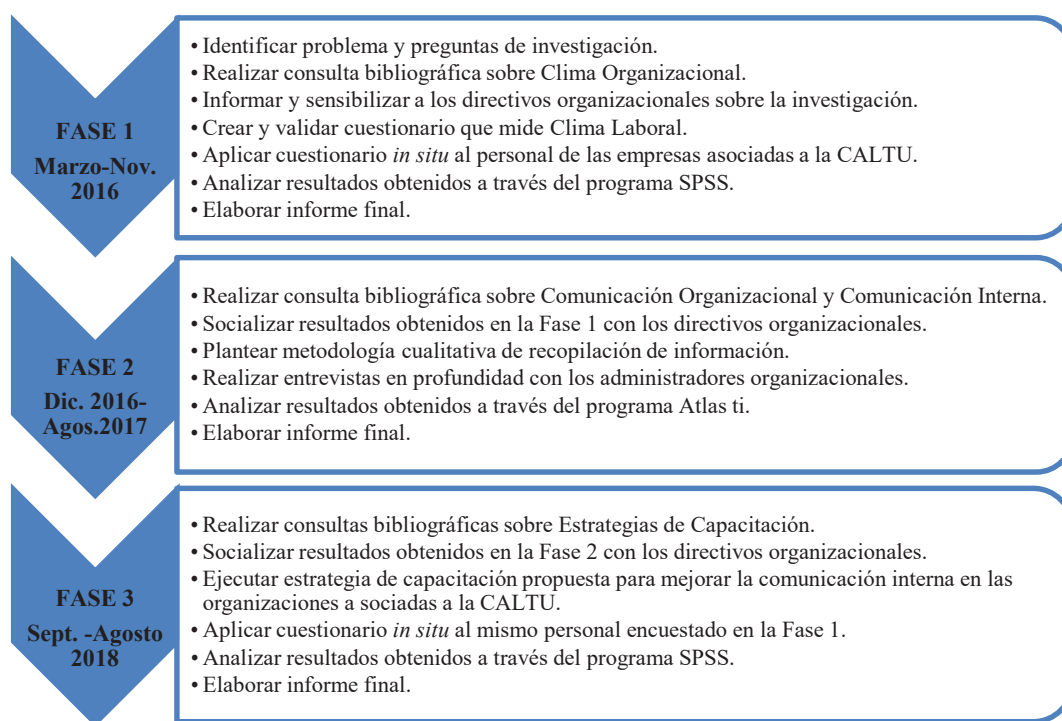 FASE 1
Marzo-Nov.
2016
• Identificar problema y preguntas de investigación.
• Realizar consulta bibliográfica sobre Clima Organizacional.
• Informar y sensibilizar a los directivos organizacionales sobre la investigación.
• Crear y validar cuestionario que mide Clima Laboral.
• Aplicar cuestionario in situ al personal de las empresas asociadas a la CALTU.
• Analizar resultados obtenidos a través del programa SPSS.
• Elaborar informe final.
FASE 2
Dic. 2016-
Agos.2017
• Realizar consulta bibliográfica sobre Comunicación Organizacional y Comunicación Interna.
• Socializar resultados obtenidos en la Fase 1 con los directivos organizacionales.
• Plantear metodología cualitativa de recopilación de información.
• Realizar entrevistas en profundidad con los administradores organizacionales.
• Analizar resultados obtenidos a través del programa Atlas ti.
• Elaborar informe final.
FASE 3
Sept. -Agosto
2018
• Realizar consultas bibliográficas sobre Estrategias de Capacitación.
• Socializar resultados obtenidos en la Fase 2 con los directivos organizacionales.
• Ejecutar estrategia de capacitación propuesta para mejorar la comunicación interna en las
organizaciones a sociadas a la CALTU.
• Aplicar cuestionario in situ al mismo personal encuestado en la Fase 1.
• Analizar resultados obtenidos a través del programa SPSS.
• Elaborar informe final.